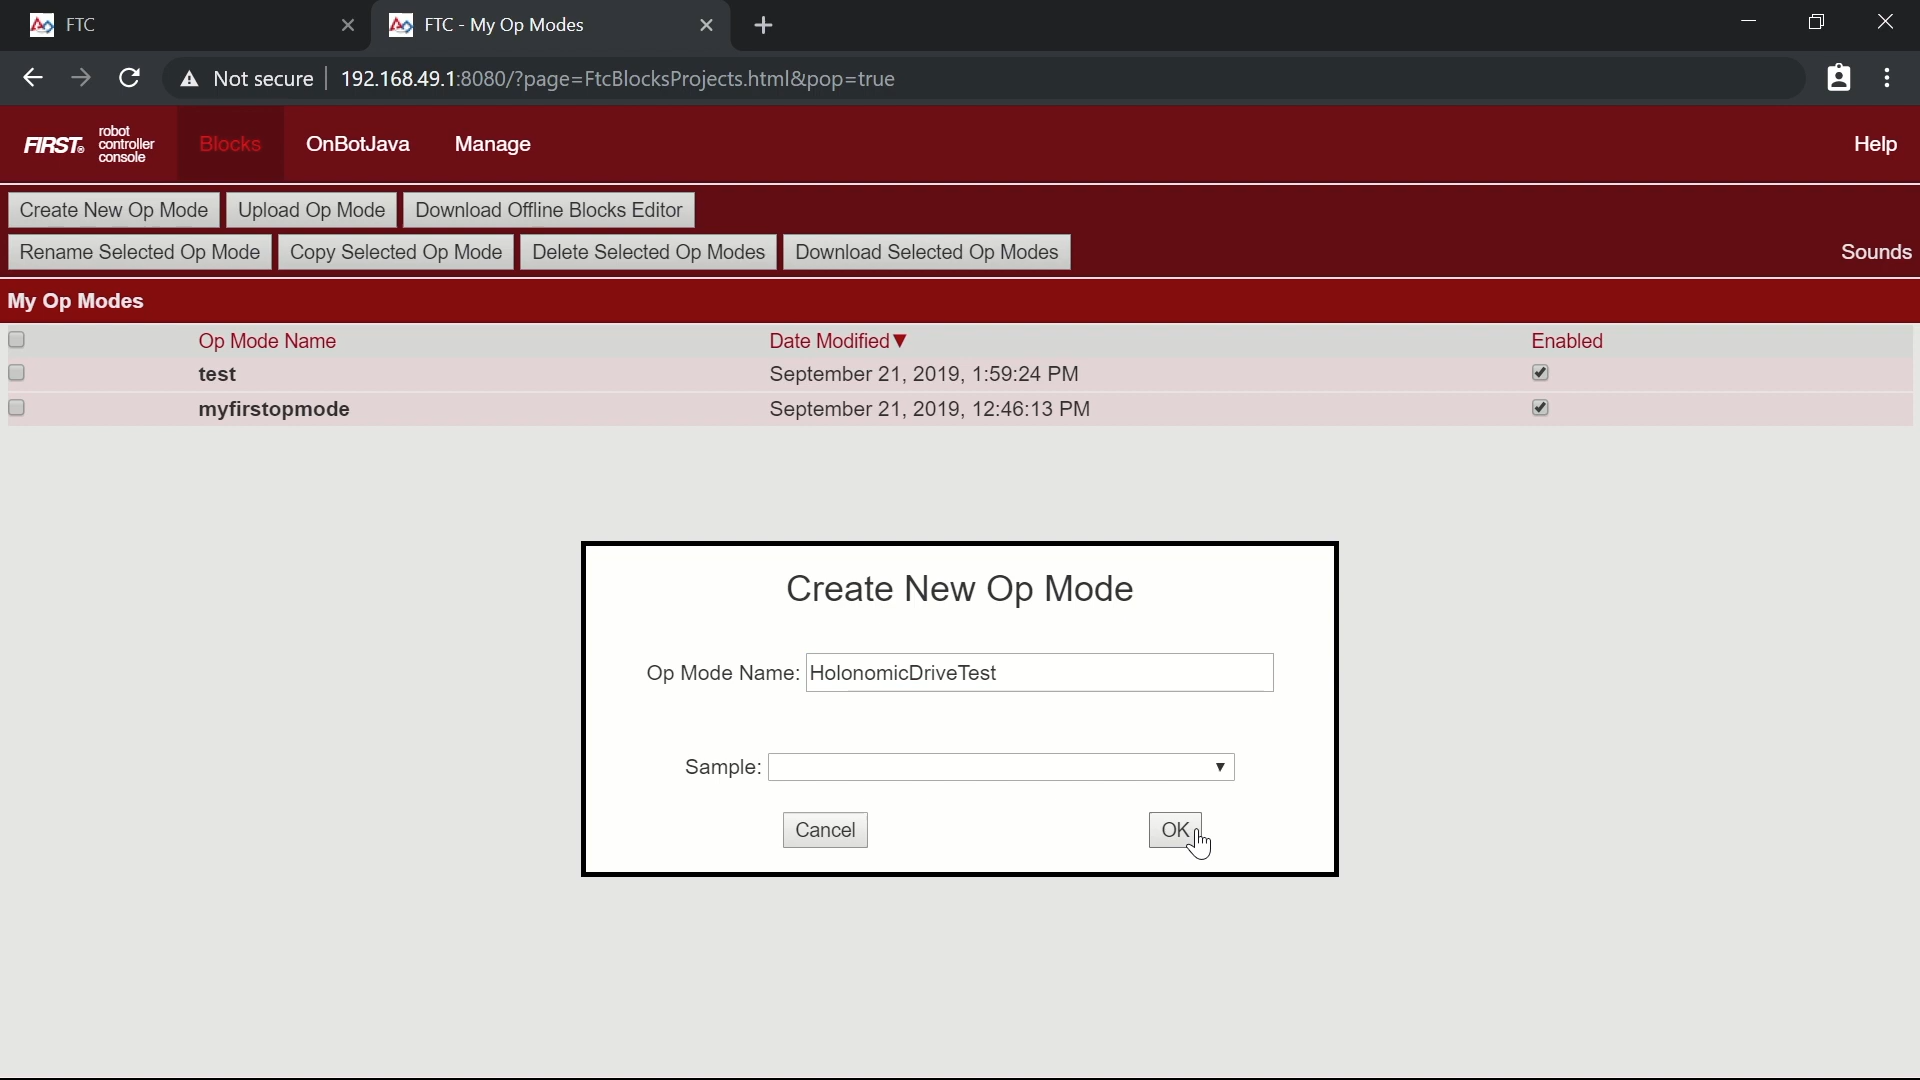 FTC
FTC - My Op Modes
Not secure 192.168.49.1:8080/?page=FtcBlocksProjects.html&pop=true
FIRST® robot controller console Blocks OnBotJava Manage Help
Create New Op Mode Upload Op Mode Download Offline Blocks Editor
Rename Selected Op Mode Copy Selected Op Mode Delete Selected Op Modes Download Selected Op Modes Sounds
My Op Modes
Op Mode Name Date Modified▼ Enabled
test September 21, 2019, 1:59:24 PM
myfirstopmode September 21, 2019, 12:46:13 PM
Create New Op Mode
Op Mode Name: HolonomicDriveTest
Sample:
Cancel OK